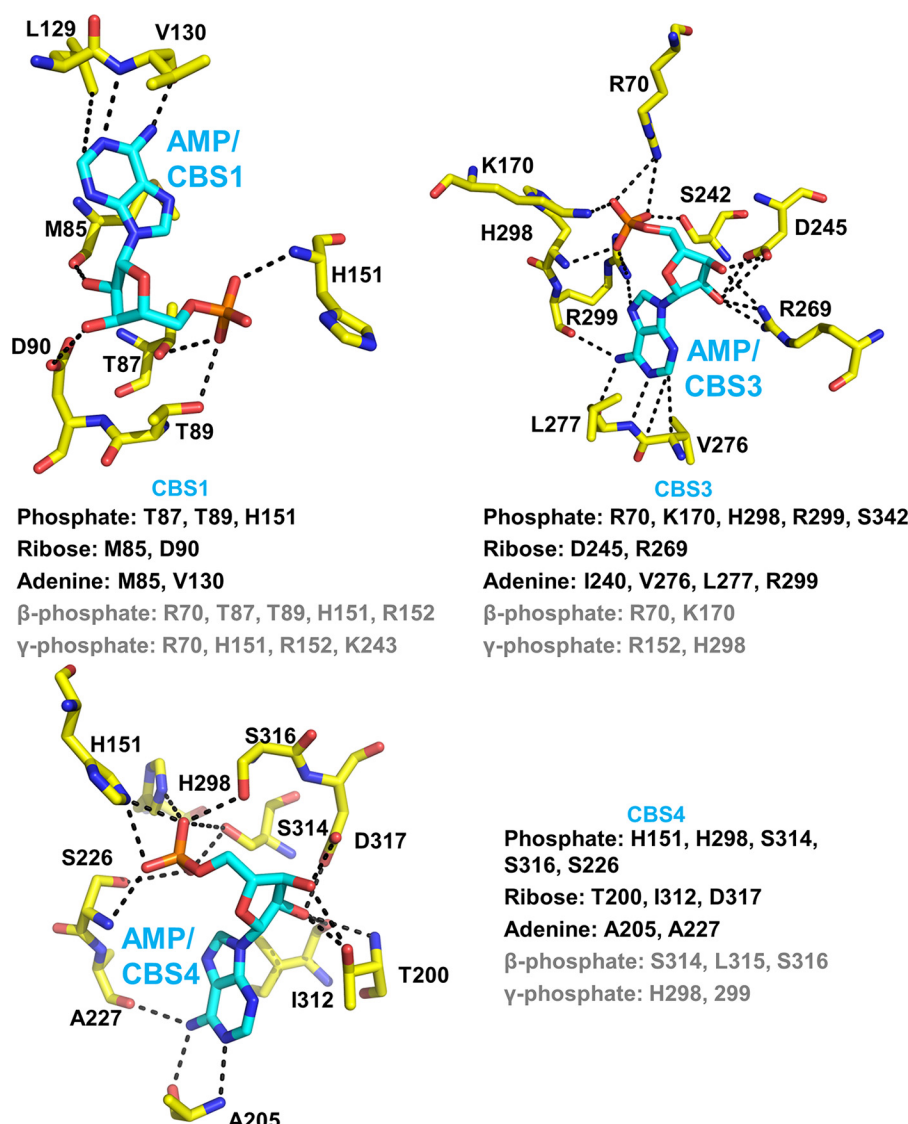 L129
V130
AMP/
CBS1
M85
H151
D90
T87
T89
CBS1
Phosphate: T87, T89, H151
Ribose: M85, D90
Adenine: M85, V130
β-phosphate: R70, T87, T89, H151, R152
γ-phosphate: R70, H151, R152, K243
R70
K170
S242
H298
D245
R299
R269
AMP/
CBS3
L277
V276
CBS3
Phosphate: R70, K170, H298, R299, S342
Ribose: D245, R269
Adenine: I240, V276, L277, R299
β-phosphate: R70, K170
γ-phosphate: R152, H298
H151
S316
H298
S314
D317
S226
AMP/
CBS4
T200
I312
A227
A205
CBS4
Phosphate: H151, H298, S314,
S316, S226
Ribose: T200, I312, D317
Adenine: A205, A227
β-phosphate: S314, L315, S316
γ-phosphate: H298, 299